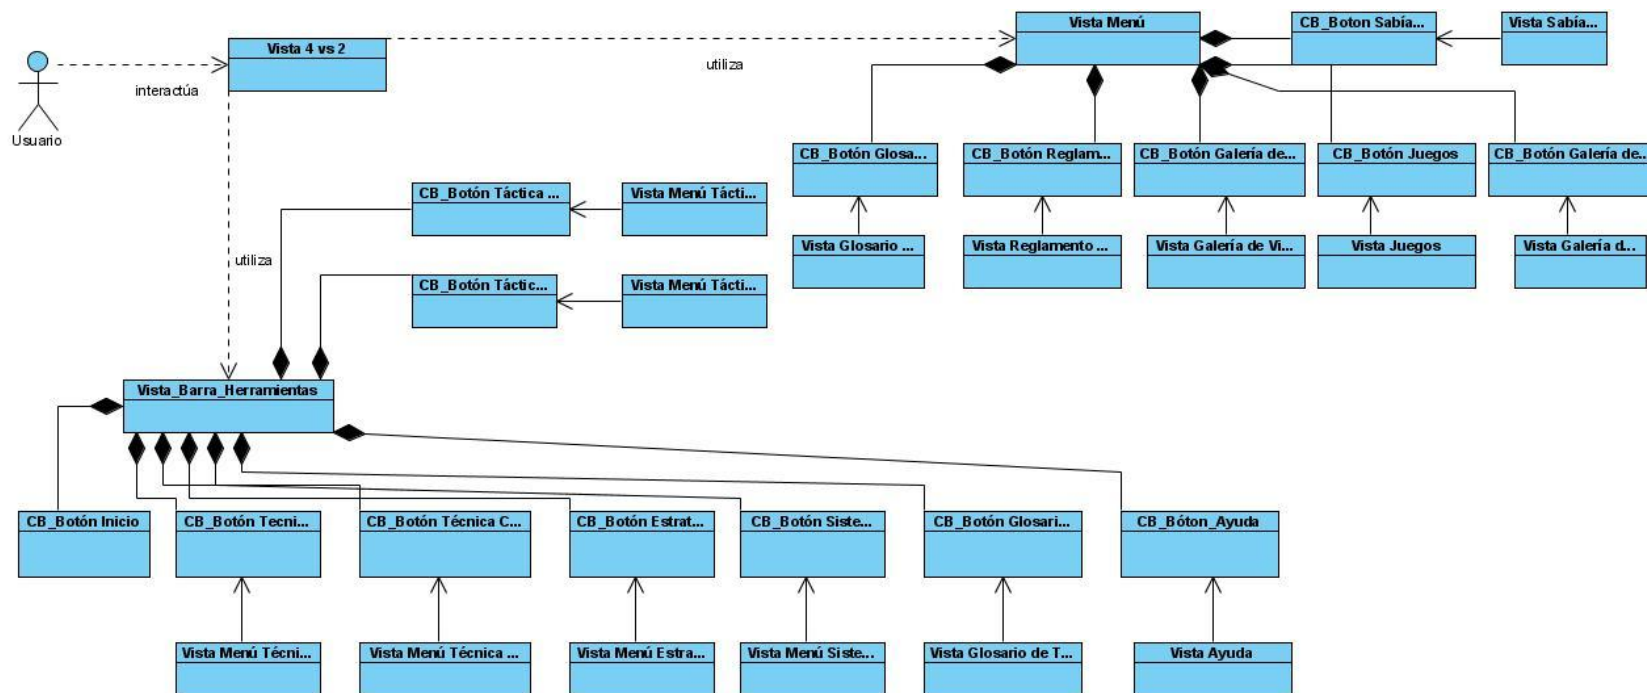 Vista Menú
CB_Boton Sabía...
Vista Sabía...
Vista 4 vs 2
utiliza
interactúa
Usuario
CB_Botón Glosa...
CB_Botón Reglam...
CB_Botón Galería de...
CB_Botón Juegos
CB_Botón Galería de...
CB_Botón Táctica ...
Vista Menú Tácti...
Vista Glosario ...
Vista Reglamento ...
Vista Galería de Vi...
Vista Juegos
Vista Galería d...
utiliza
CB_Botón Táctic...
Vista Menú Tácti...
Vista_Barra_Herramientas
CB_Botón Inicio
CB_Botón Tecni...
CB_Botón Técnica C...
CB_Botón Estrat...
CB_Botón Siste...
CB_Botón Glosari...
CB_Bóton_Ayuda
Vista Menú Técni...
Vista Menú Técnica ...
Vista Menú Estra...
Vista Menú Siste...
Vista Glosario de T...
Vista Ayuda